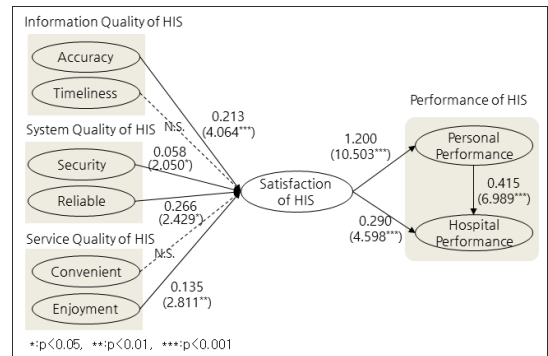 Information Quality of HIS
Accuracy
Timeliness
0.213
(4.064***)
N.S.
System Quality of HIS
Security
0.058
(2.050*)
Reliable
0.266
(2.429*)
Service Quality of HIS
N.S.
Convenient
Enjoyment
0.135
(2.811**)
Satisfaction
of HIS
1.200
(10.503***)
0.290
(4.598***)
Performance of HIS
Personal
Performance
0.415
(6.989***)
Hospital
Performance
*:p<0.05, **:p<0.01, ***:p<0.001